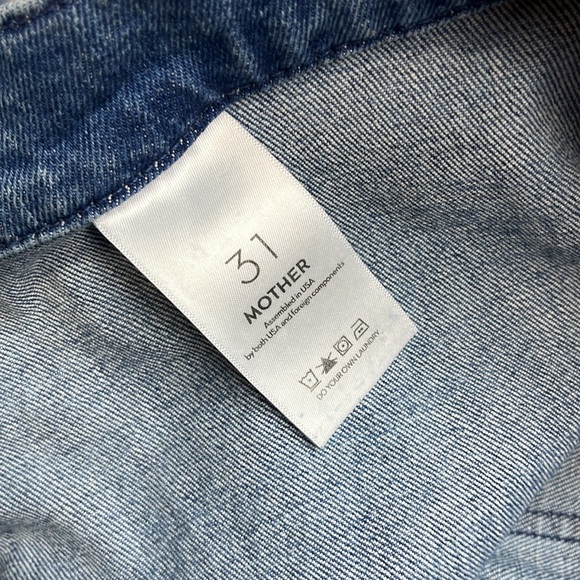 31
MOTHER
Assembled in USA
by both USA and foreign components
DO YOUR OWN LAUNDRY